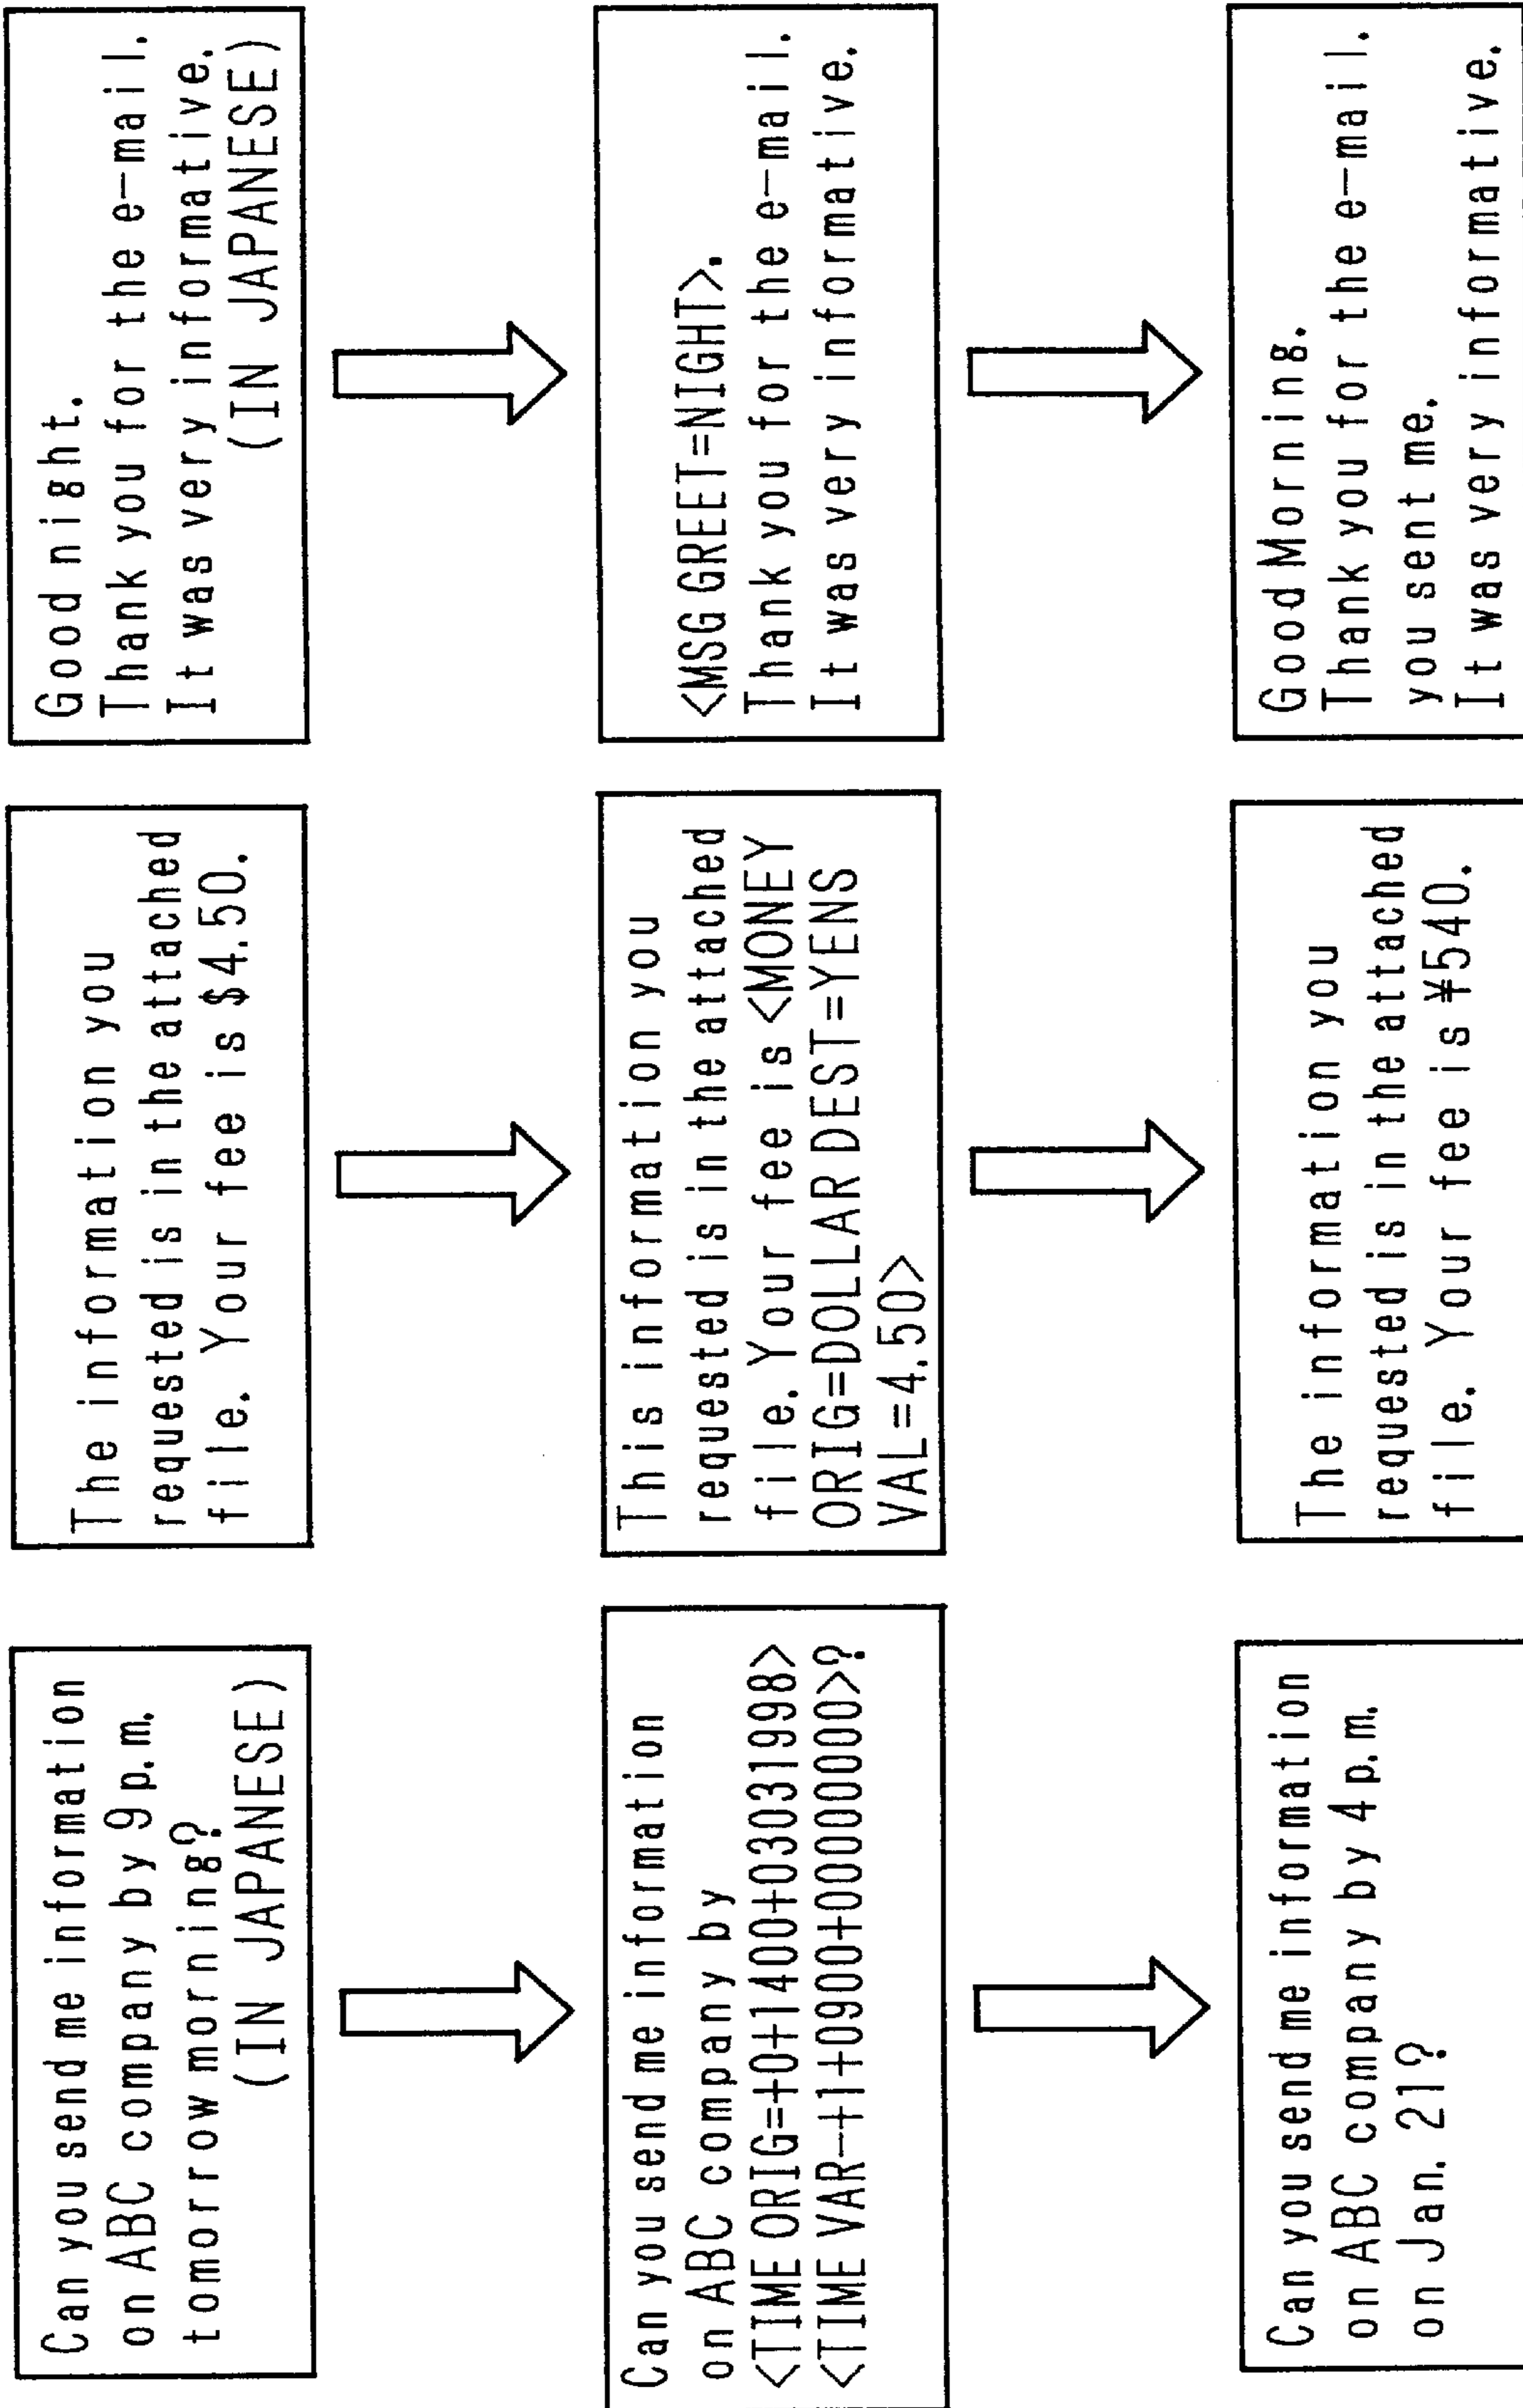 Can you send me information
on ABC company by 9 p.m.
tomorrow morning?
(IN JAPANESE)
Can you send me information
on ABC company by
<TIME ORIG=+0+1400+03031998>
<TIME VAR-+1+0900+00000000>?
Can you send me information
on ABC company by 4 p.m.
on Jan. 21?
The information you
requested is in the attached
file. Your fee is $4.50.
This information you
requested is in the attached
file. Your fee is <MONEY
ORIG=DOLLAR DEST=YENS
VAL=4.50>
The information you
requested is in the attached
file. Your fee is ¥540.
Good night.
Thank you for the e-mail.
It was very informative.
(IN JAPANESE)
<MSG GREET=NIGHT>.
Thank you for the e-mail.
It was very informative.
Good Morning.
Thank you for the e-mail.
you sent me.
It was very informative.